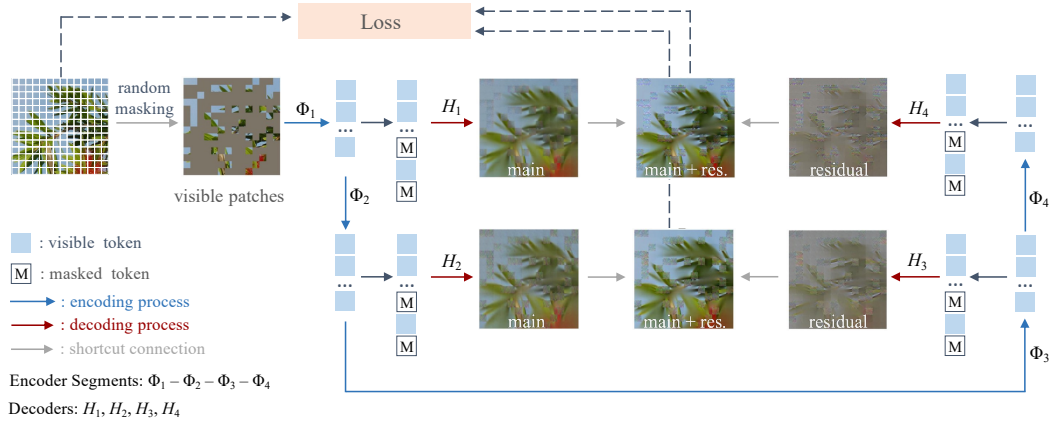 Loss
random
masking
Φ1
H1
H4
...
...
...
...
M
M
M
M
main
main + res.
residual
visible patches
Φ2
Φ4
: visible token
M : masked token
: encoding process
: decoding process
: shortcut connection
H2
H3
...
...
...
...
M
M
M
M
main
main + res.
residual
Φ3
Encoder Segments: Φ1 – Φ2 – Φ3 – Φ4
Decoders: H1, H2, H3, H4